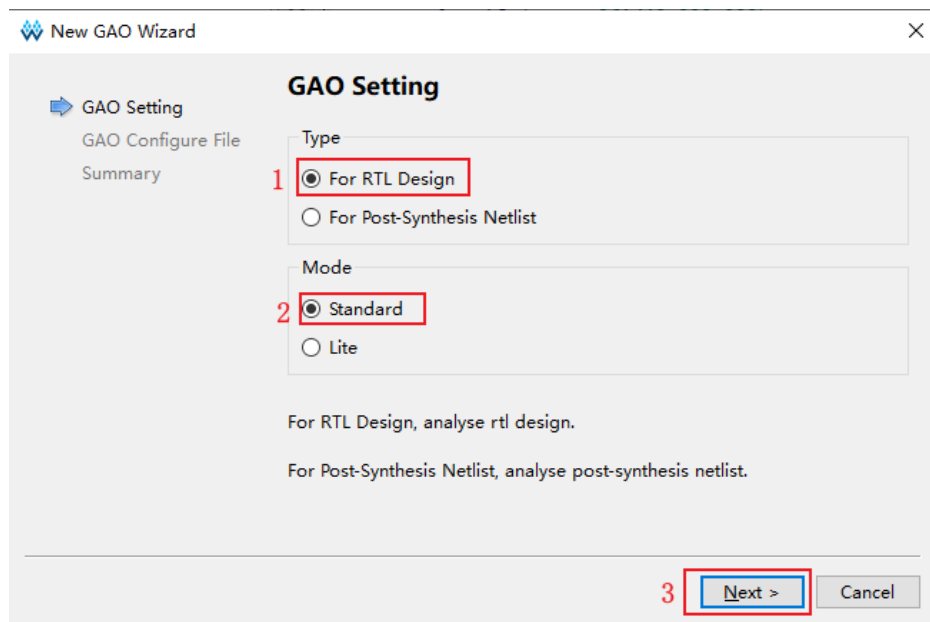 New GAO Wizard
GAO Setting
GAO Configure File
Summary
GAO Setting
Type
1 For RTL Design
For Post-Synthesis Netlist
Mode
2 Standard
Lite
For RTL Design, analyse rtl design.
For Post-Synthesis Netlist, analyse post-synthesis netlist.
3 Next > Cancel